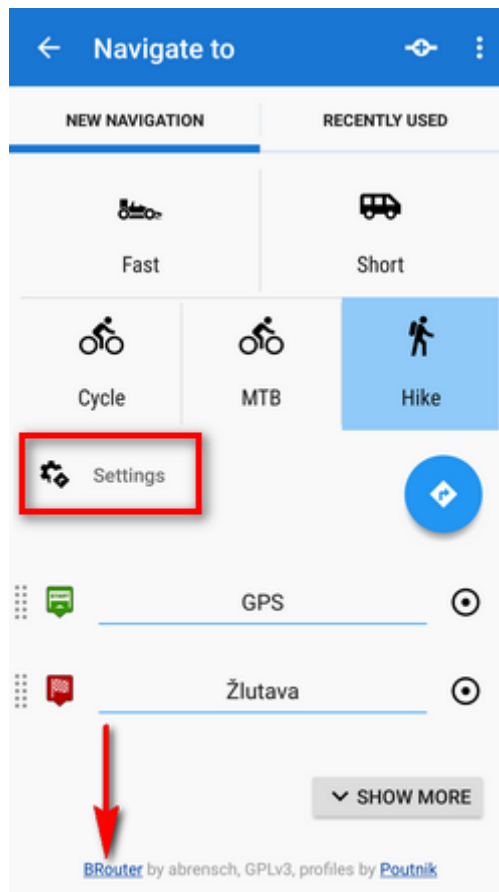 Navigate to
NEW NAVIGATION RECENTLY USED
Fast Short
Cycle MTB Hike
Settings
START
GPS
Žlutava
SHOW MORE
BRouter by abrensch, GPLv3, profiles by Poutnik